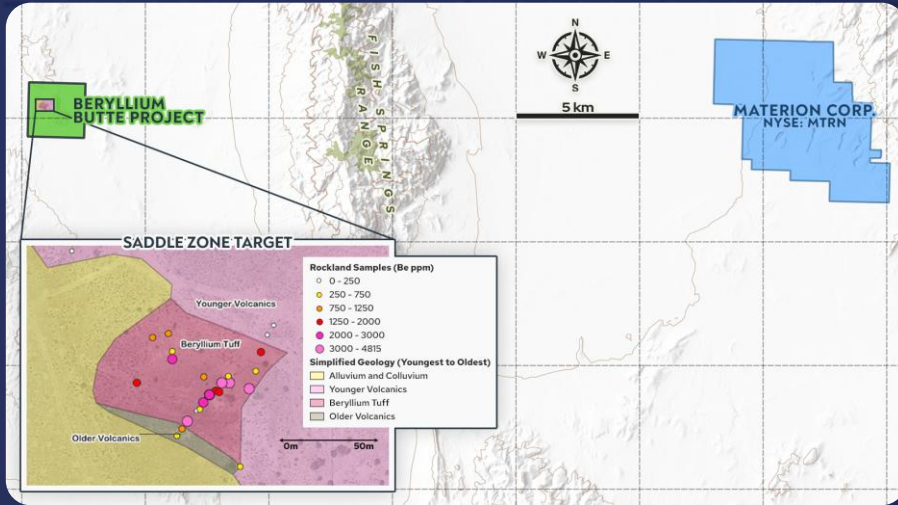 BERYLLIUM
BUTTE PROJECT
FISH SPRINGS
RANGE
N
W E
S
5 km
MATERION CORP.
NYSE: MTRN
SADDLE ZONE TARGET
Younger Volcanics
Beryllium Tuff
Older Volcanics
Rockland Samples (Be ppm)
0 - 250
250 - 750
750 - 1250
1250 - 2000
2000 - 3000
3000 - 4815
Simplified Geology (Youngest to Oldest)
Alluvium and Colluvium
Younger Volcanics
Beryllium Tuff
Older Volcanics
0m 50m